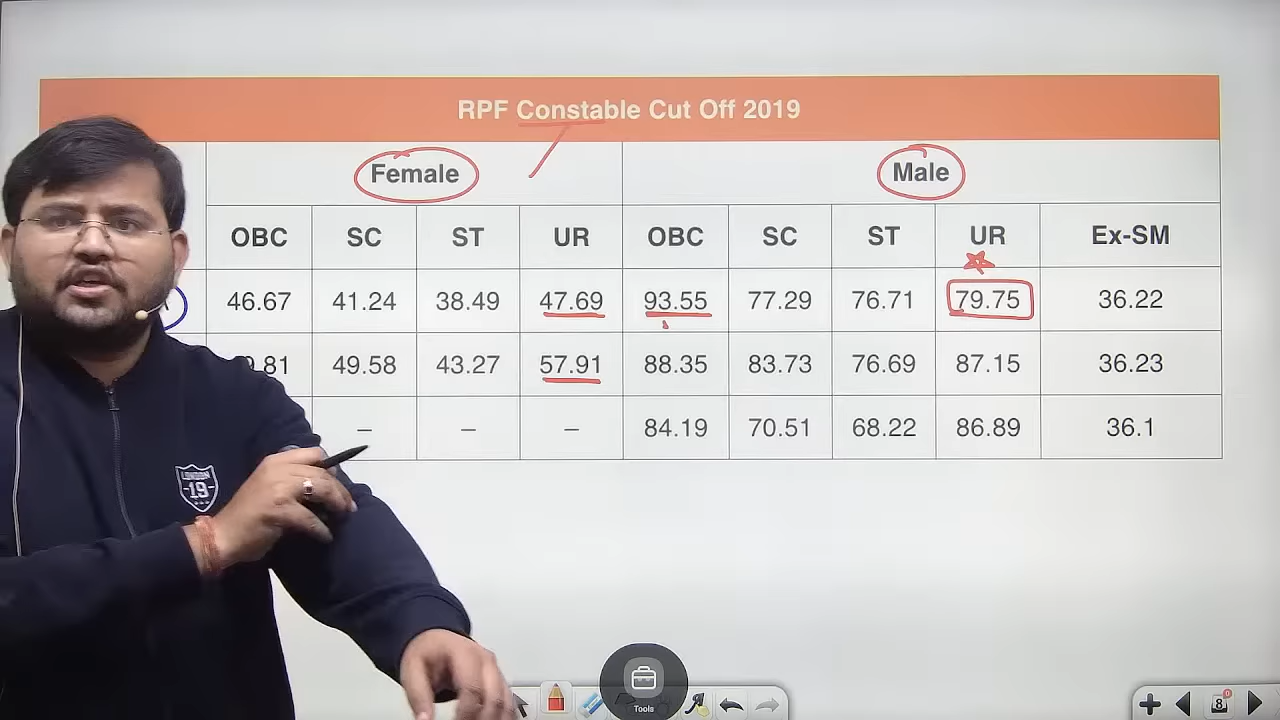 RPF Constable Cut Off 2019
Female Male
OBC SC ST UR OBC SC ST UR Ex-SM
46.67 41.24 38.49 47.69 93.55 77.29 76.71 79.75 36.22
49.58 43.27 57.91 88.35 83.73 76.69 87.15 36.23
– – – 84.19 70.51 68.22 86.89 36.1
LONDON
-19-
Tools
8